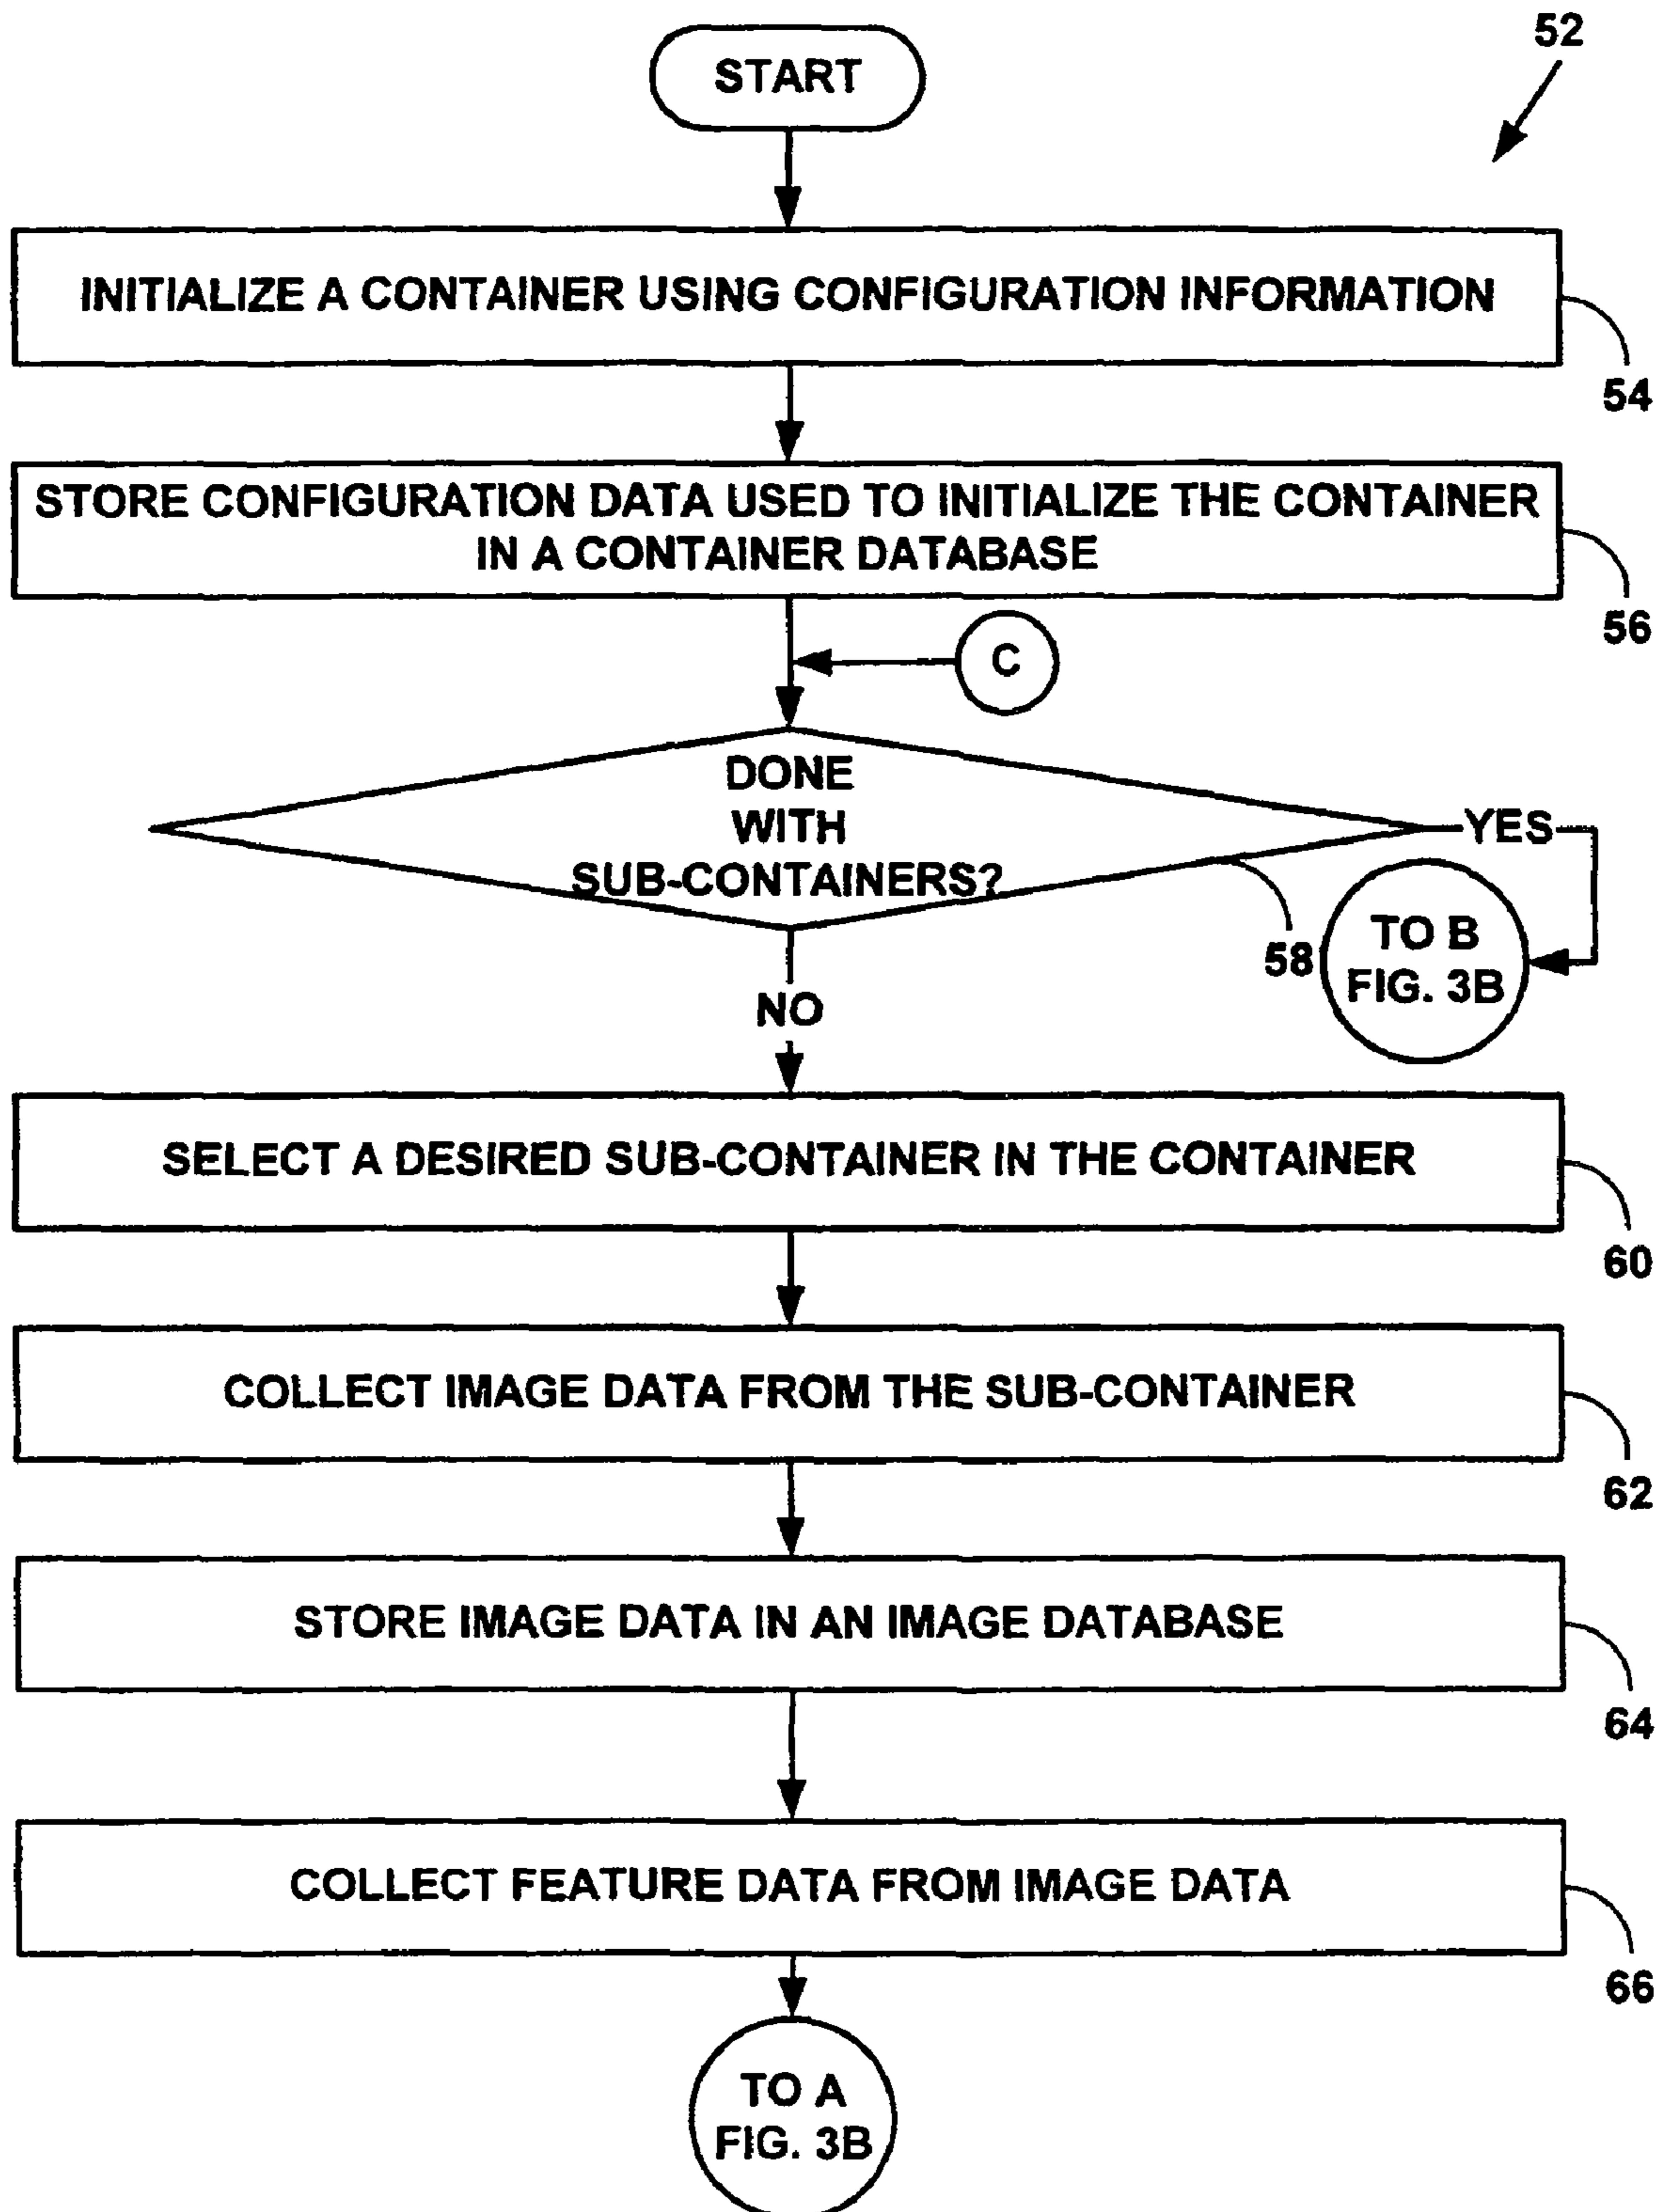 52
START
INITIALIZE A CONTAINER USING CONFIGURATION INFORMATION
54
STORE CONFIGURATION DATA USED TO INITIALIZE THE CONTAINER
IN A CONTAINER DATABASE
56
C
DONE
WITH
SUB-CONTAINERS?
YES
58
TO B
FIG. 3B
NO
SELECT A DESIRED SUB-CONTAINER IN THE CONTAINER
60
COLLECT IMAGE DATA FROM THE SUB-CONTAINER
62
STORE IMAGE DATA IN AN IMAGE DATABASE
64
COLLECT FEATURE DATA FROM IMAGE DATA
66
TO A
FIG. 3B